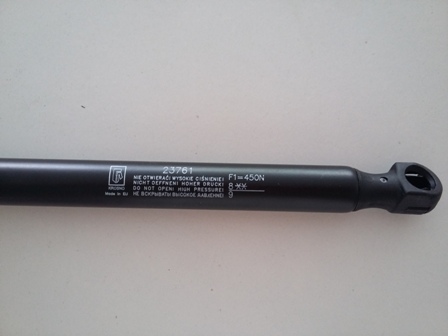 23761
NIE OTWIERAĆ! WYSOKIE CIŚNIENIE!
NICHT OEFFNEN! HOHER DRUCK!
DO NOT OPEN! HIGH PRESSURE!
НЕ ВСКРЫВАТЬ! ВЫСОКОЕ ДАВЛЕНИЕ!
F1=450N
KROSNO
Made in EU